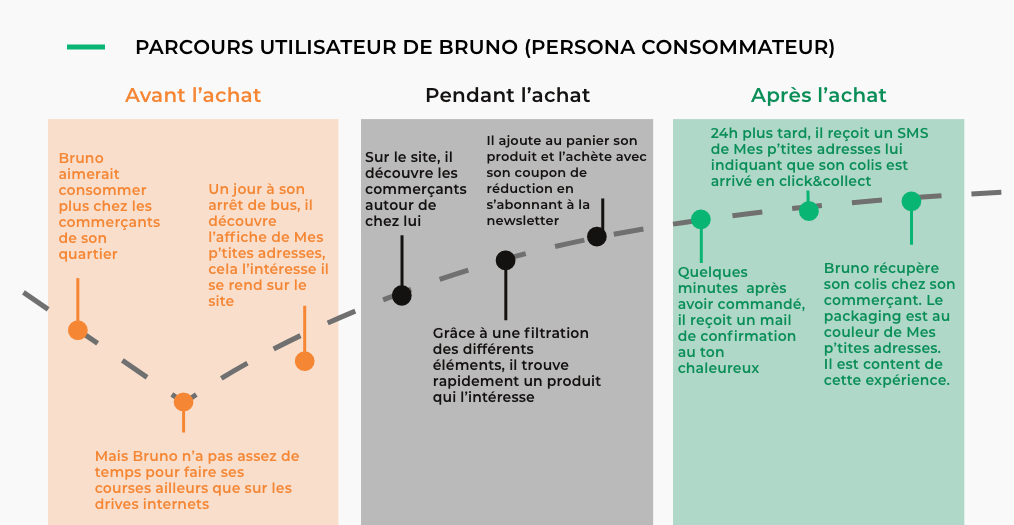 PARCOURS UTILISATEUR DE BRUNO (PERSONA CONSOMMATEUR)
Avant l'achat
Bruno
aimerait
consommer
plus chez les
commerçants
de son
quartier
Mais Bruno n'a pas assez de
temps pour faire ses
courses ailleurs que sur les
drives internets
Un jour à son
arrêt de bus, il
découvre
l'affiche de Mes
p'tites adresses,
cela l'intéresse il
se rend sur le
site
Pendant l'achat
Sur le site, il
découvre les
commerçants
autour de
chez lui
Grâce à une filtration
des différents
éléments, il trouve
rapidement un produit
qui l'intéresse
Il ajoute au panier son
produit et l'achète avec
son coupon de
réduction en
s'abonnant à la
newsletter
Après l'achat
Quelques
minutes  après
avoir commandé,
il reçoit un mail
de confirmation
au ton
chaleureux
24h plus tard, il reçoit un SMS
de Mes p'tites adresses lui
indiquant que son colis est
arrivé en click&collect
Bruno récupère
son colis chez son
commerçant. Le
packaging est au
couleur de Mes
p'tites adresses.
Il est content de
cette expérience.